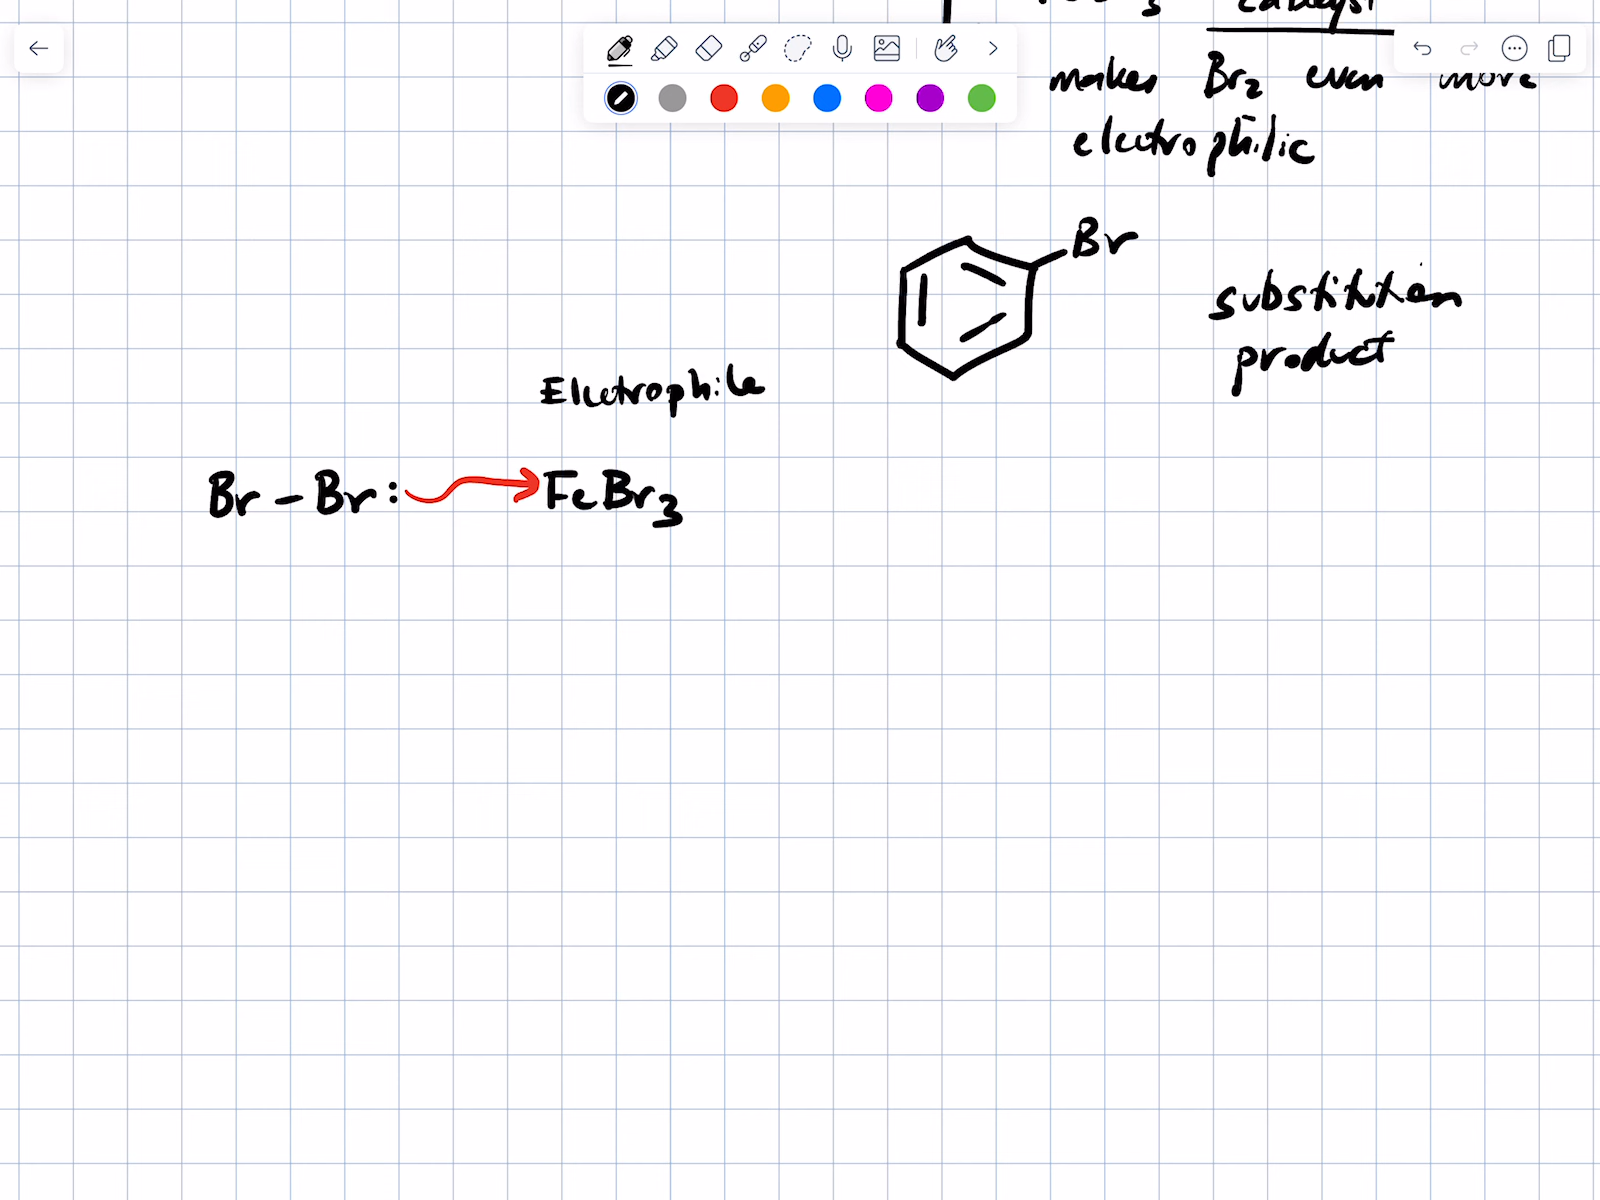 makes Br2 even more
electrophilic
Br
substitution
product
Electrophile
Br – Br: FeBr3